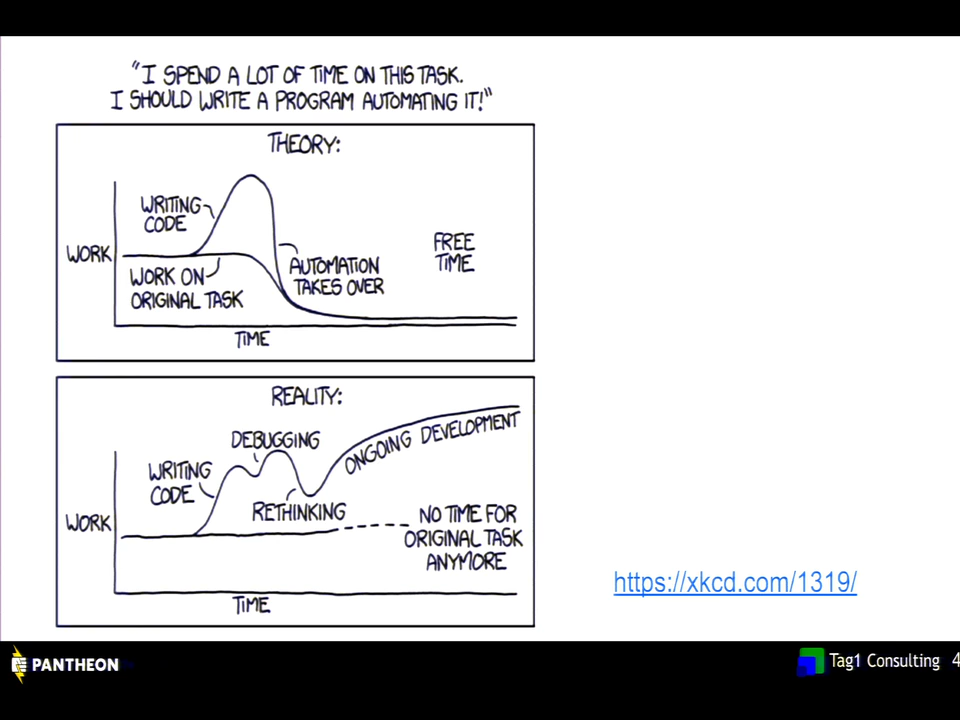 "I SPEND A LOT OF TIME ON THIS TASK.
I SHOULD WRITE A PROGRAM AUTOMATING IT!"
THEORY:
WRITING
CODE
WORK
WORK ON
ORIGINAL TASK
AUTOMATION
TAKES OVER
FREE
TIME
TIME
REALITY:
DEBUGGING
WRITING
CODE
RETHINKING
ONGOING DEVELOPMENT
WORK
NO TIME FOR
ORIGINAL TASK
ANYMORE
TIME
https://xkcd.com/1319/
PANTHEON
Tag1 Consulting 4